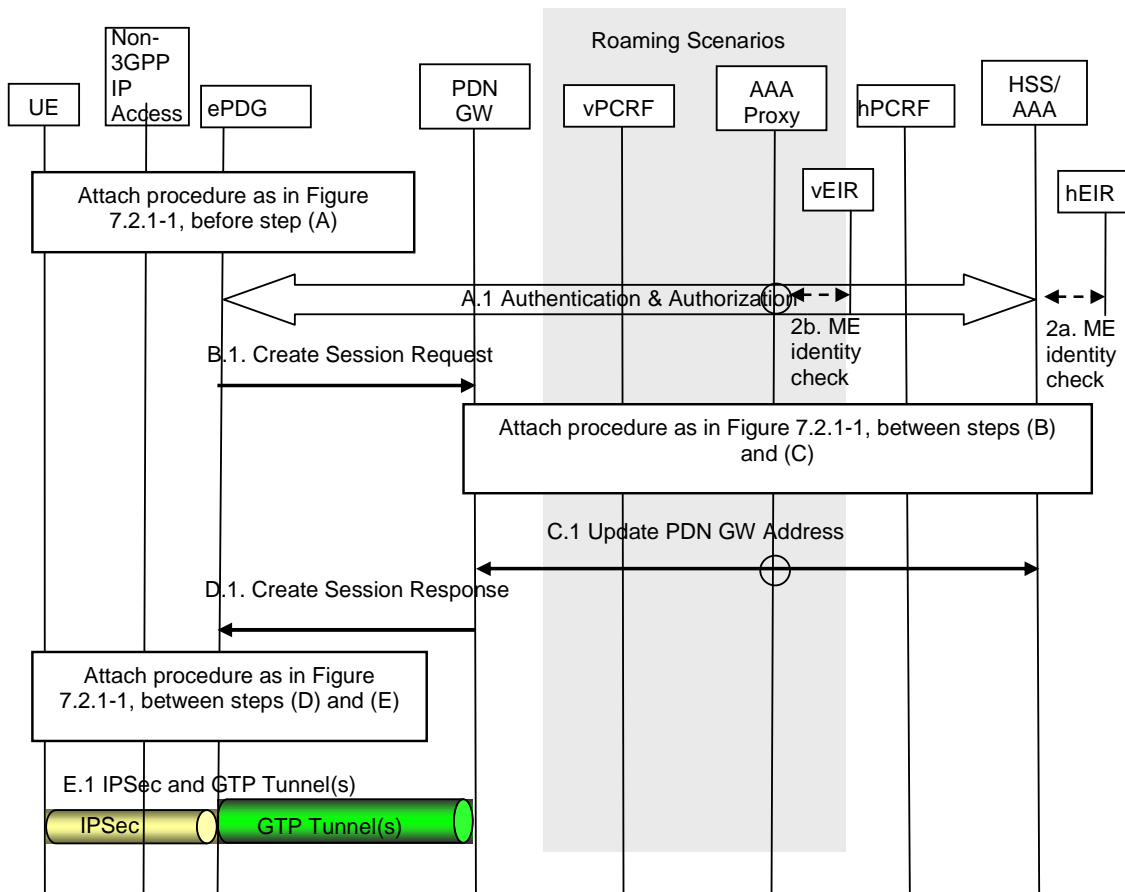 Roaming Scenarios
UE
Non-
3GPP
IP
Access
ePDG
PDN
GW
vPCRF
AAA
Proxy
hPCRF
HSS/
AAA
vEIR
hEIR
Attach procedure as in Figure
7.2.1-1, before step (A)
A.1 Authentication & Authorization
2b. ME
identity
check
2a. ME
identity
check
B.1. Create Session Request
Attach procedure as in Figure 7.2.1-1, between steps (B)
and (C)
C.1 Update PDN GW Address
D.1. Create Session Response
Attach procedure as in Figure
7.2.1-1, between steps (D) and (E)
E.1 IPSec and GTP Tunnel(s)
IPSec
GTP Tunnel(s)